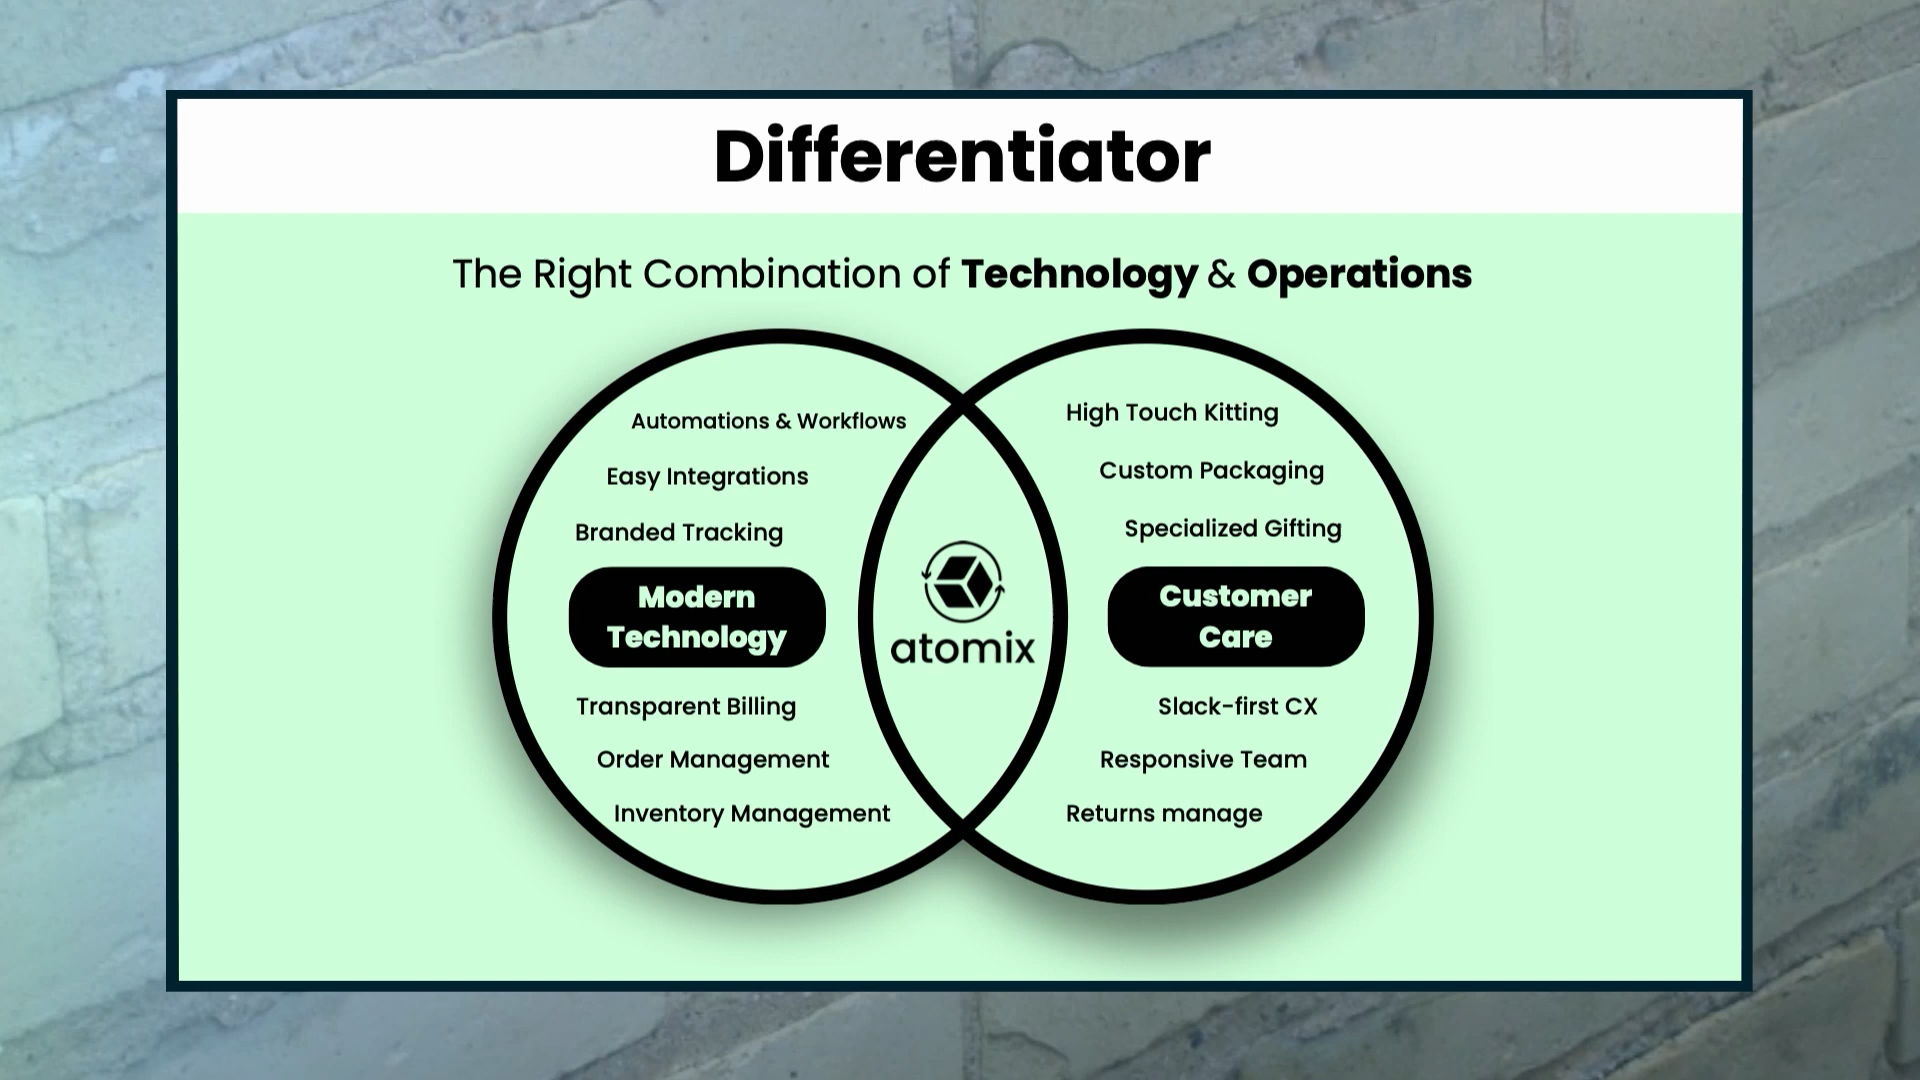 Differentiator
The Right Combination of Technology & Operations
Automations & Workflows
Easy Integrations
Branded Tracking
Modern
Technology
Transparent Billing
Order Management
Inventory Management
atomix
High Touch Kitting
Custom Packaging
Specialized Gifting
Customer
Care
Slack-first CX
Responsive Team
Returns manage